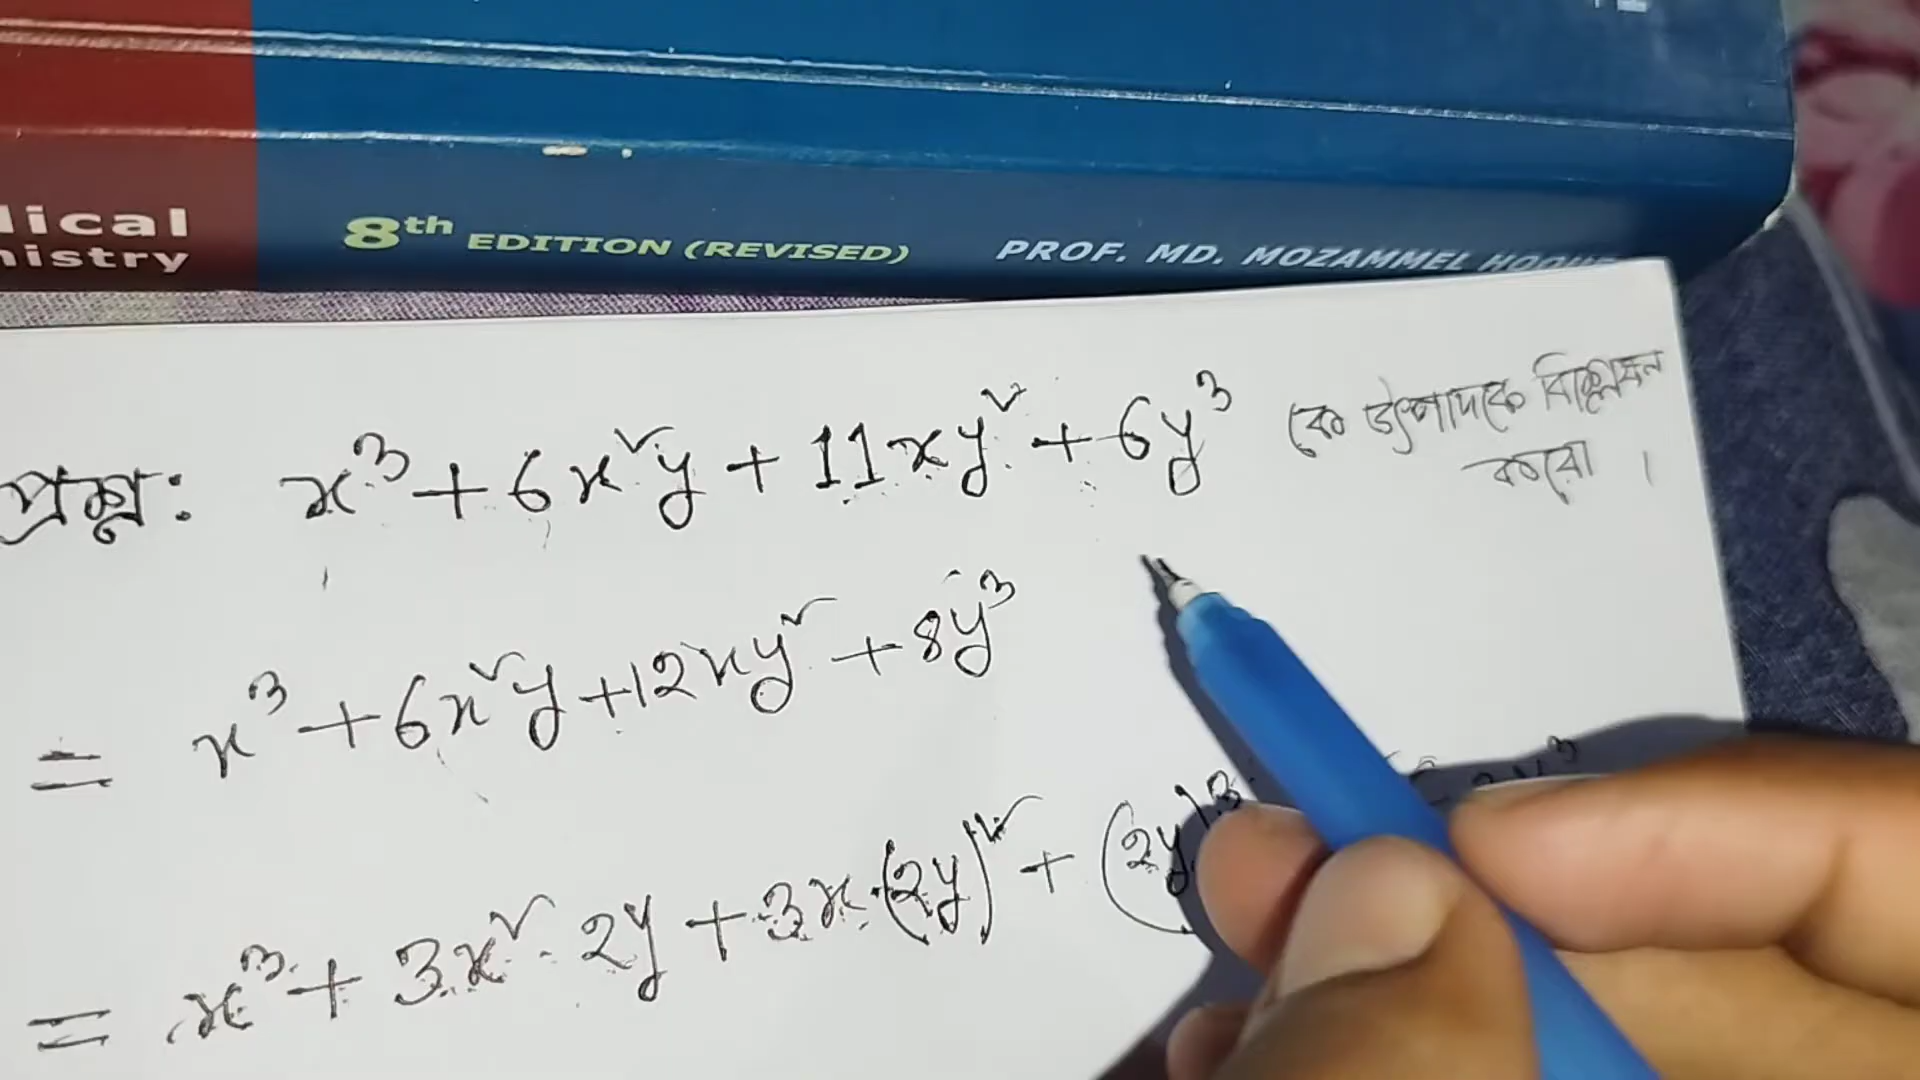 lical
nistry
8th EDITION (REVISED) PROF. MD. MOZAMMEL
প্রশ্ন: x³ + 6x²y + 11xy² + 6y³ কে উৎপাদকে বিশ্লেষন
করো ।
= x³ + 6x²y + 12xy² + 8y³
= x³ + 3x² · 2y + 3x · (2y)² + (2y)³